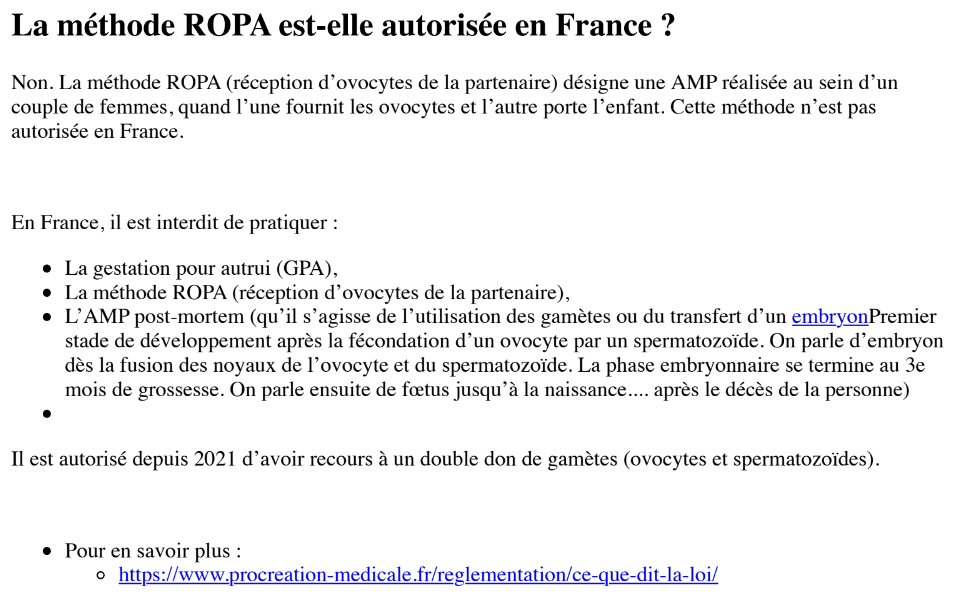 La méthode ROPA est-elle autorisée en France ?
Non. La méthode ROPA (réception d’ovocytes de la partenaire) désigne une AMP réalisée au sein d’un
couple de femmes, quand l’une fournit les ovocytes et l’autre porte l’enfant. Cette méthode n’est pas
autorisée en France.
En France, il est interdit de pratiquer :
La gestation pour autrui (GPA),
La méthode ROPA (réception d’ovocytes de la partenaire),
L’AMP post-mortem (qu’il s’agisse de l’utilisation des gamètes ou du transfert d’un embryonPremier
stade de développement après la fécondation d’un ovocyte par un spermatozoïde. On parle d’embryon
dès la fusion des noyaux de l’ovocyte et du spermatozoïde. La phase embryonnaire se termine au 3e
mois de grossesse. On parle ensuite de fœtus jusqu’à la naissance.... après le décès de la personne)
Il est autorisé depuis 2021 d’avoir recours à un double don de gamètes (ovocytes et spermatozoïdes).
Pour en savoir plus :
https://www.procreation-medicale.fr/reglementation/ce-que-dit-la-loi/